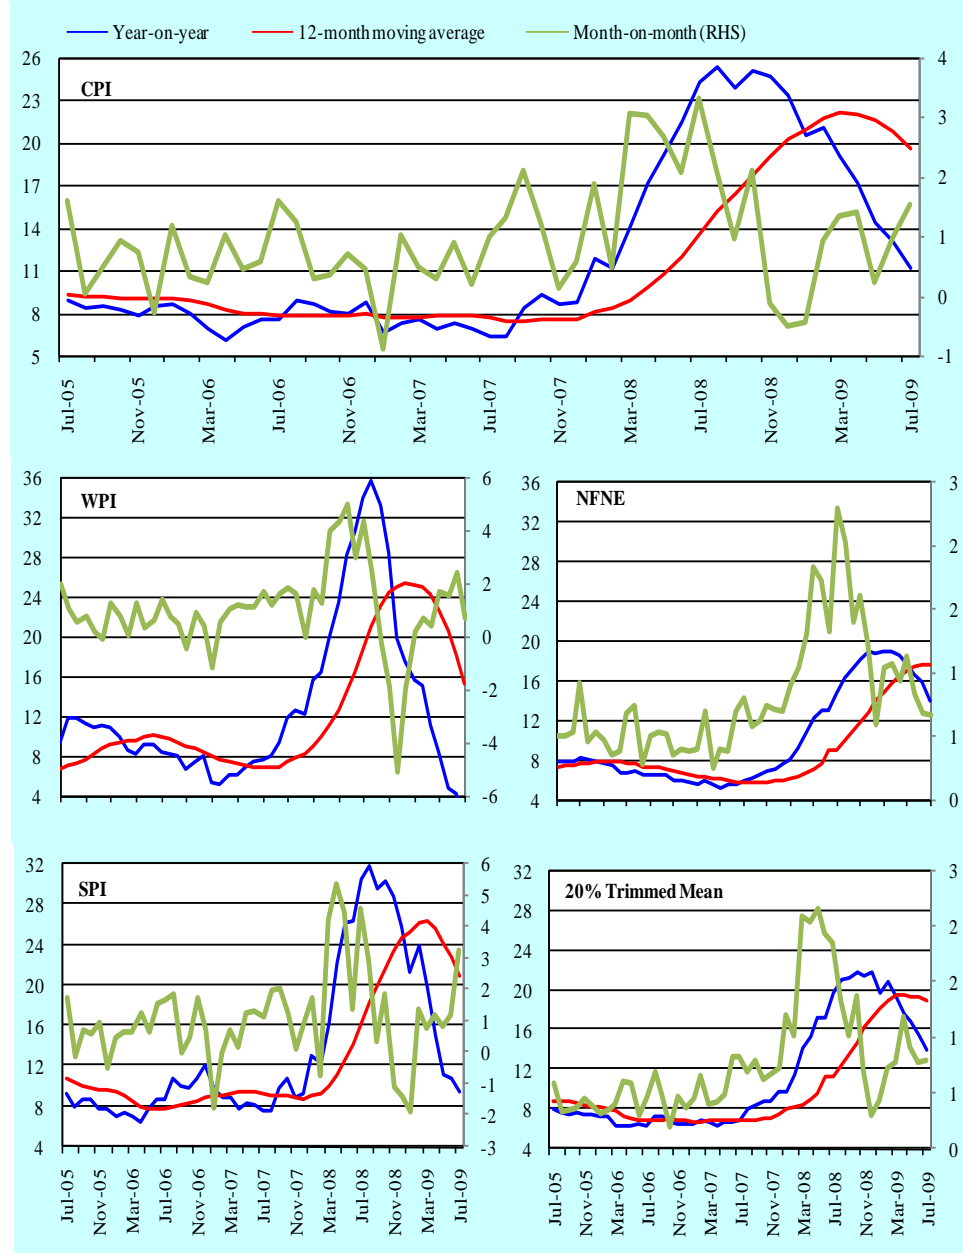 Year-on-year 12-month moving average Month-on-month (RHS)
CPI
26 23 20 17 14 11 8 5
4 3 2 1 0 -1
Jul-05 Nov-05 Mar-06 Jul-06 Nov-06 Mar-07 Jul-07 Nov-07 Mar-08 Jul-08 Nov-08 Mar-09 Jul-09
WPI
36 32 28 24 20 16 12 8 4
6 4 2 0 -2 -4 -6
NFNE
36 32 28 24 20 16 12 8 4
3 2 2 1 1 0
SPI
32 28 24 20 16 12 8 4
6 5 4 3 2 1 0 -1 -2 -3
Jul-05 Nov-05 Mar-06 Jul-06 Nov-06 Mar-07 Jul-07 Nov-07 Mar-08 Jul-08 Nov-08 Mar-09 Jul-09
20% Trimmed Mean
32 28 24 20 16 12 8 4
3 2 2 1 1 0
Jul-05 Nov-05 Mar-06 Jul-06 Nov-06 Mar-07 Jul-07 Nov-07 Mar-08 Jul-08 Nov-08 Mar-09 Jul-09